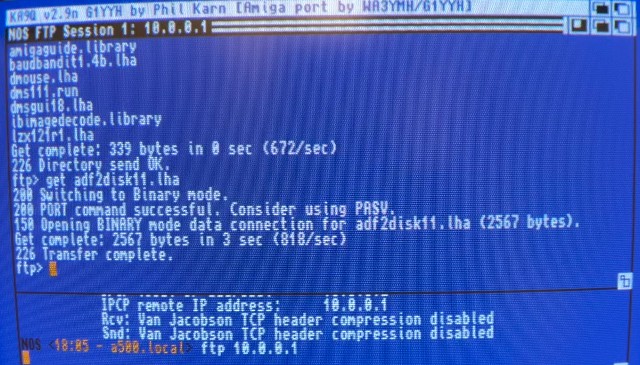 KA9Q v2.9n G1YYH by Phil Karn [Amiga port by WA3YMH/G1YYH]
NOS FTP Session 1: 10.0.0.1
amigaguide.library
baudbandit1.4b.lha
dmouse.lha
dms111.run
dmsgui18.lha
ibimagedecode.library
lzx121r1.lha
Get complete: 339 bytes in 0 sec (672/sec)
226 Directory send OK.
ftp> get adf2disk11.lha
200 Switching to Binary mode.
200 PORT command successful. Consider using PASV.
150 Opening BINARY mode data connection for adf2disk11.lha (2567 bytes).
Get complete: 2567 bytes in 3 sec (818/sec)
226 Transfer complete.
ftp>
IPCP remote IP address: 10.0.0.1
Rcv: Van Jacobson TCP header compression disabled
Snd: Van Jacobson TCP header compression disabled
NOS <18:05 - a500.local> ftp 10.0.0.1